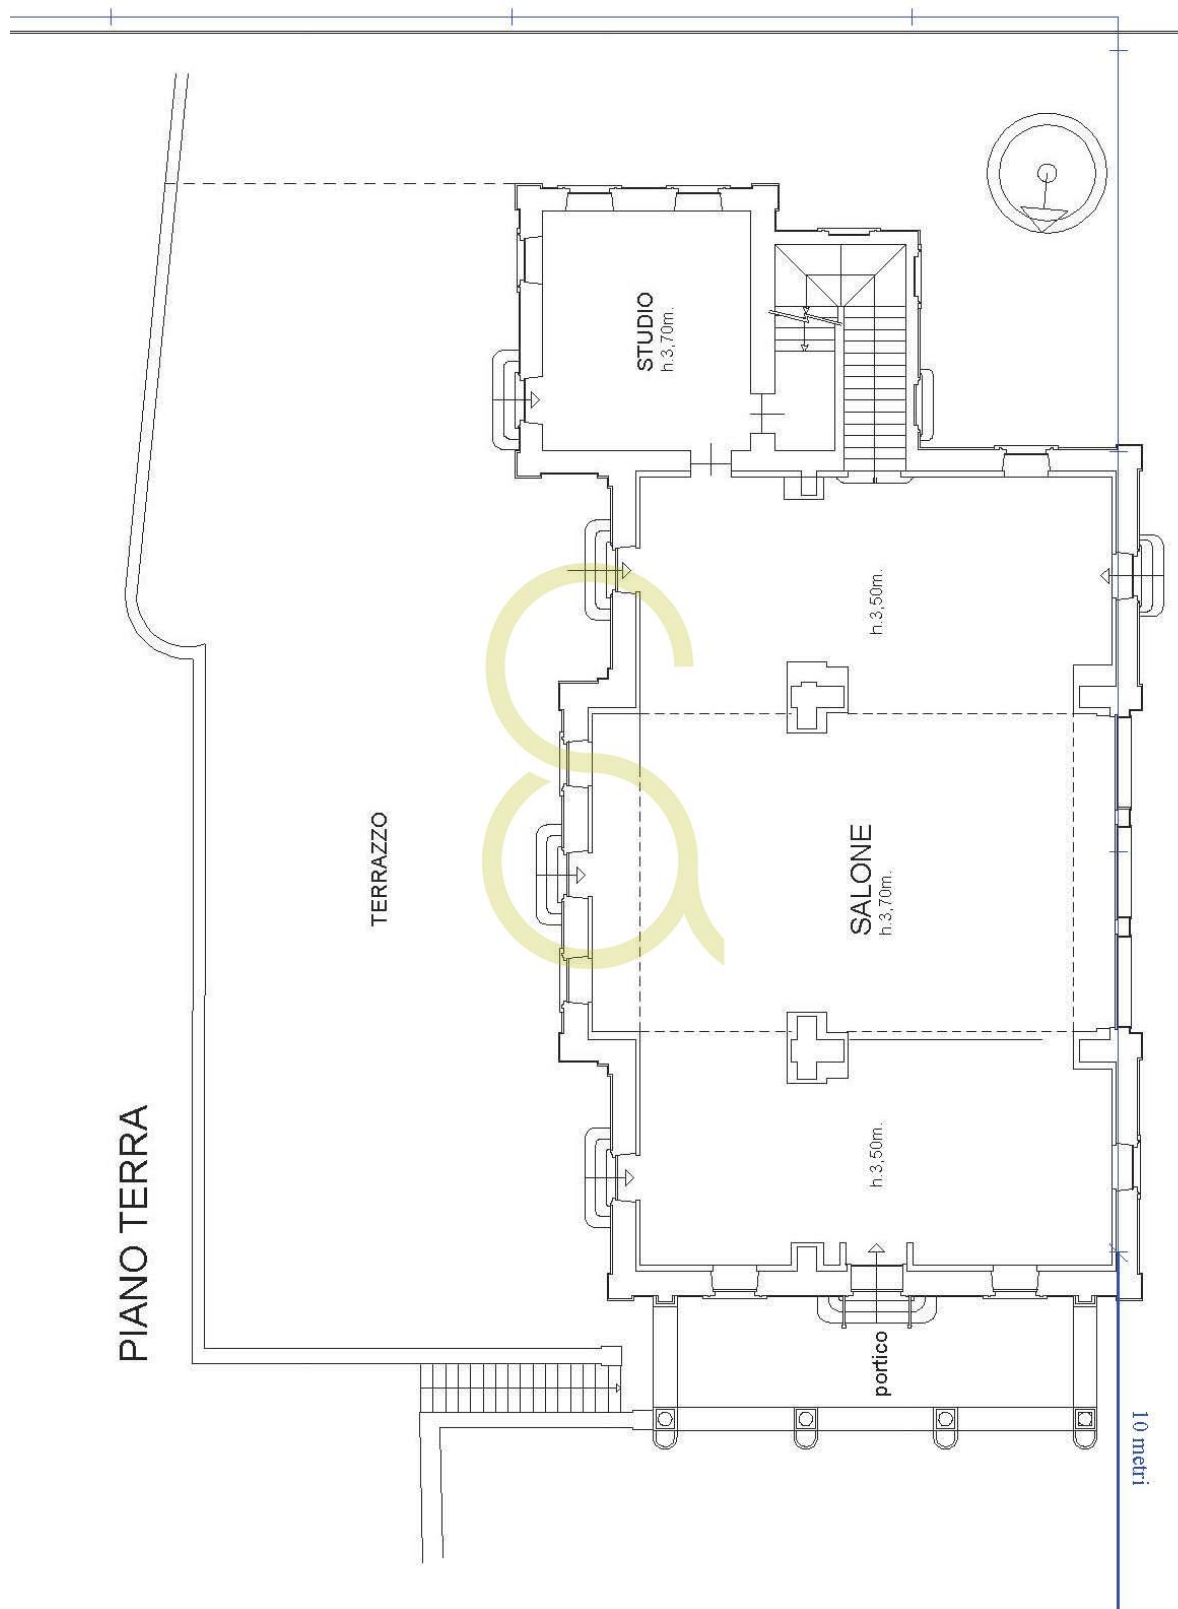 PIANO TERRA
TERRAZZO
STUDIO
h.3,70m.
h.3,50m.
SALONE
h.3,70m.
h.3,50m.
portico
10 metri